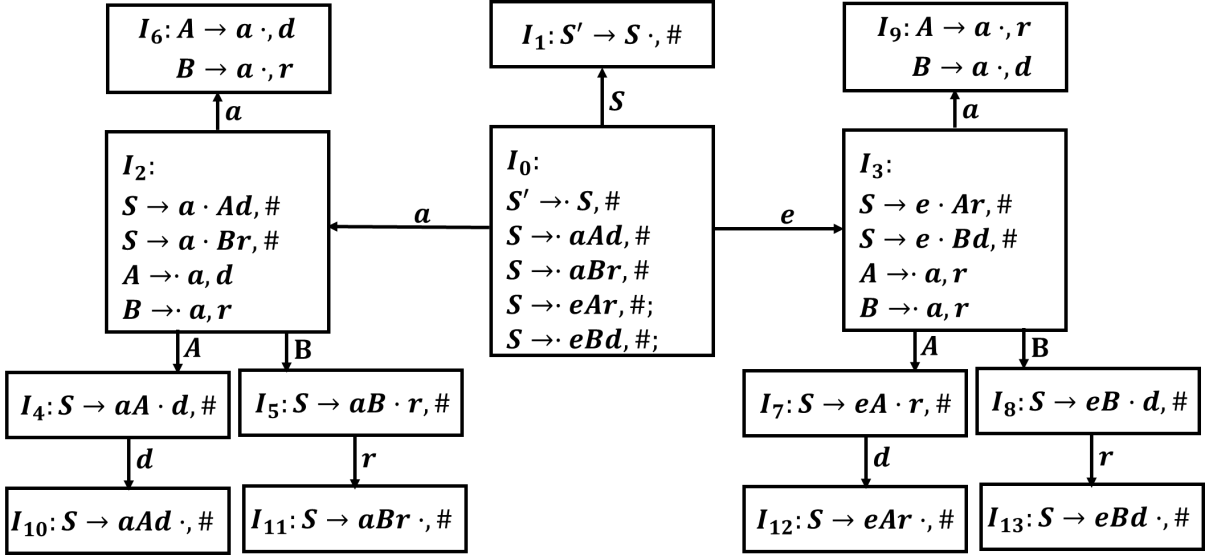 I₆: A → a ·, d
B → a ·, r
I₁: S′ → S ·, #
I₉: A → a ·, r
B → a ·, d
a
S
a
I₂:
S → a · Ad, #
S → a · Br, #
A →· a, d
B →· a, r
a
I₀:
S′ →· S, #
S →· aAd, #
S →· aBr, #
S →· eAr, #;
S →· eBd, #;
e
I₃:
S → e · Ar, #
S → e · Bd, #
A →· a, r
B →· a, r
A
B
A
B
I₄: S → aA · d, #
I₅: S → aB · r, #
I₇: S → eA · r, #
I₈: S → eB · d, #
d
r
d
r
I₁₀: S → aAd ·, #
I₁₁: S → aBr ·, #
I₁₂: S → eAr ·, #
I₁₃: S → eBd ·, #